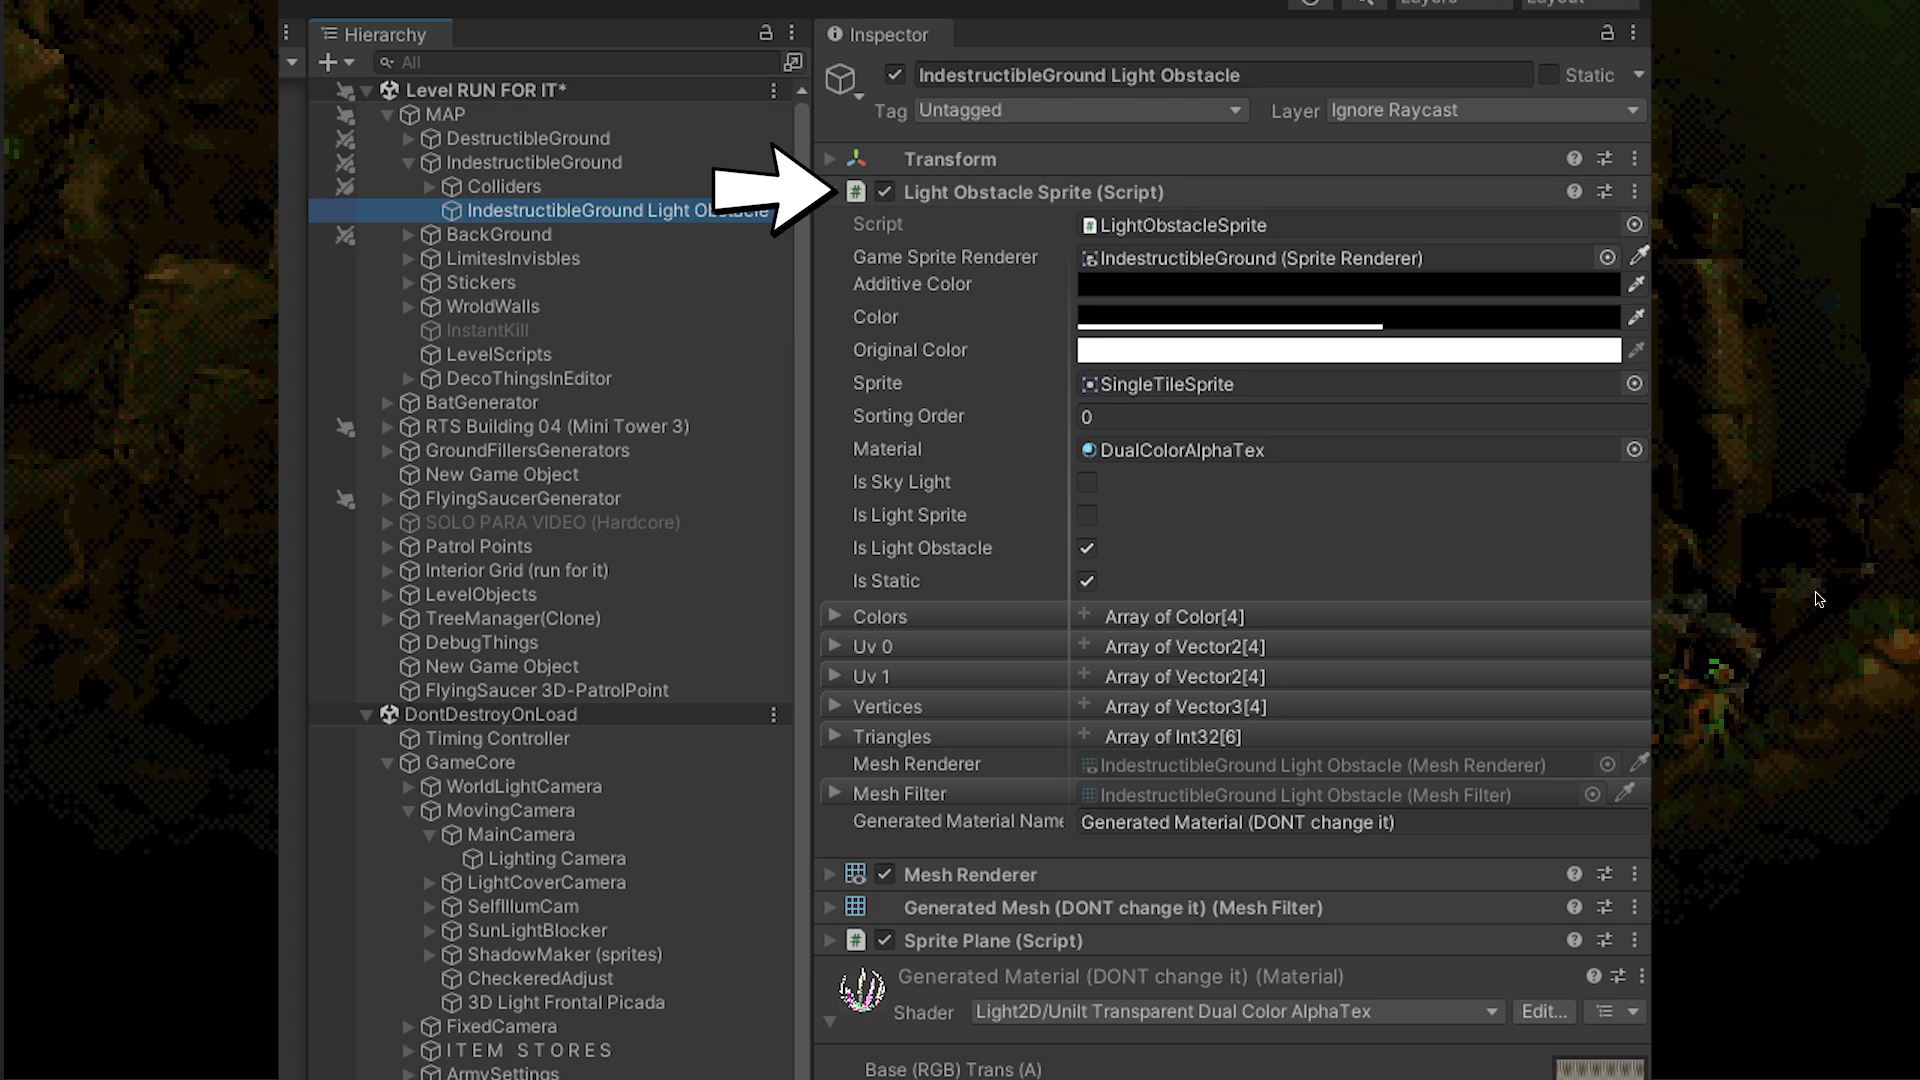 Layers
Layout
Hierarchy
All
Level RUN FOR IT*
MAP
DestructibleGround
IndestructibleGround
Colliders
IndestructibleGround Light Obstacle
BackGround
LimitesInvisbles
Stickers
WroldWalls
InstantKill
LevelScripts
DecoThingsInEditor
BatGenerator
RTS Building 04 (Mini Tower 3)
GroundFillersGenerators
New Game Object
FlyingSaucerGenerator
SOLO PARA VIDEO (Hardcore)
Patrol Points
Interior Grid (run for it)
LevelObjects
TreeManager(Clone)
DebugThings
New Game Object
FlyingSaucer 3D-PatrolPoint
DontDestroyOnLoad
Timing Controller
GameCore
WorldLightCamera
MovingCamera
MainCamera
Lighting Camera
LightCoverCamera
SelfIllumCam
SunLightBlocker
ShadowMaker (sprites)
CheckeredAdjust
3D Light Frontal Picada
FixedCamera
I T E M   S T O R E S
ArmySettings
Inspector
IndestructibleGround Light Obstacle
Static
Tag Untagged
Layer Ignore Raycast
Transform
Light Obstacle Sprite (Script)
Script LightObstacleSprite
Game Sprite Renderer IndestructibleGround (Sprite Renderer)
Additive Color
Color
Original Color
Sprite SingleTileSprite
Sorting Order 0
Material DualColorAlphaTex
Is Sky Light
Is Light Sprite
Is Light Obstacle
Is Static
Colors Array of Color[4]
Uv 0 Array of Vector2[4]
Uv 1 Array of Vector2[4]
Vertices Array of Vector3[4]
Triangles Array of Int32[6]
Mesh Renderer IndestructibleGround Light Obstacle (Mesh Renderer)
Mesh Filter IndestructibleGround Light Obstacle (Mesh Filter)
Generated Material Name Generated Material (DONT change it)
Mesh Renderer
Generated Mesh (DONT change it) (Mesh Filter)
Sprite Plane (Script)
Generated Material (DONT change it) (Material)
Shader Light2D/Unilt Transparent Dual Color AlphaTex Edit...
Base (RGB) Trans (A)